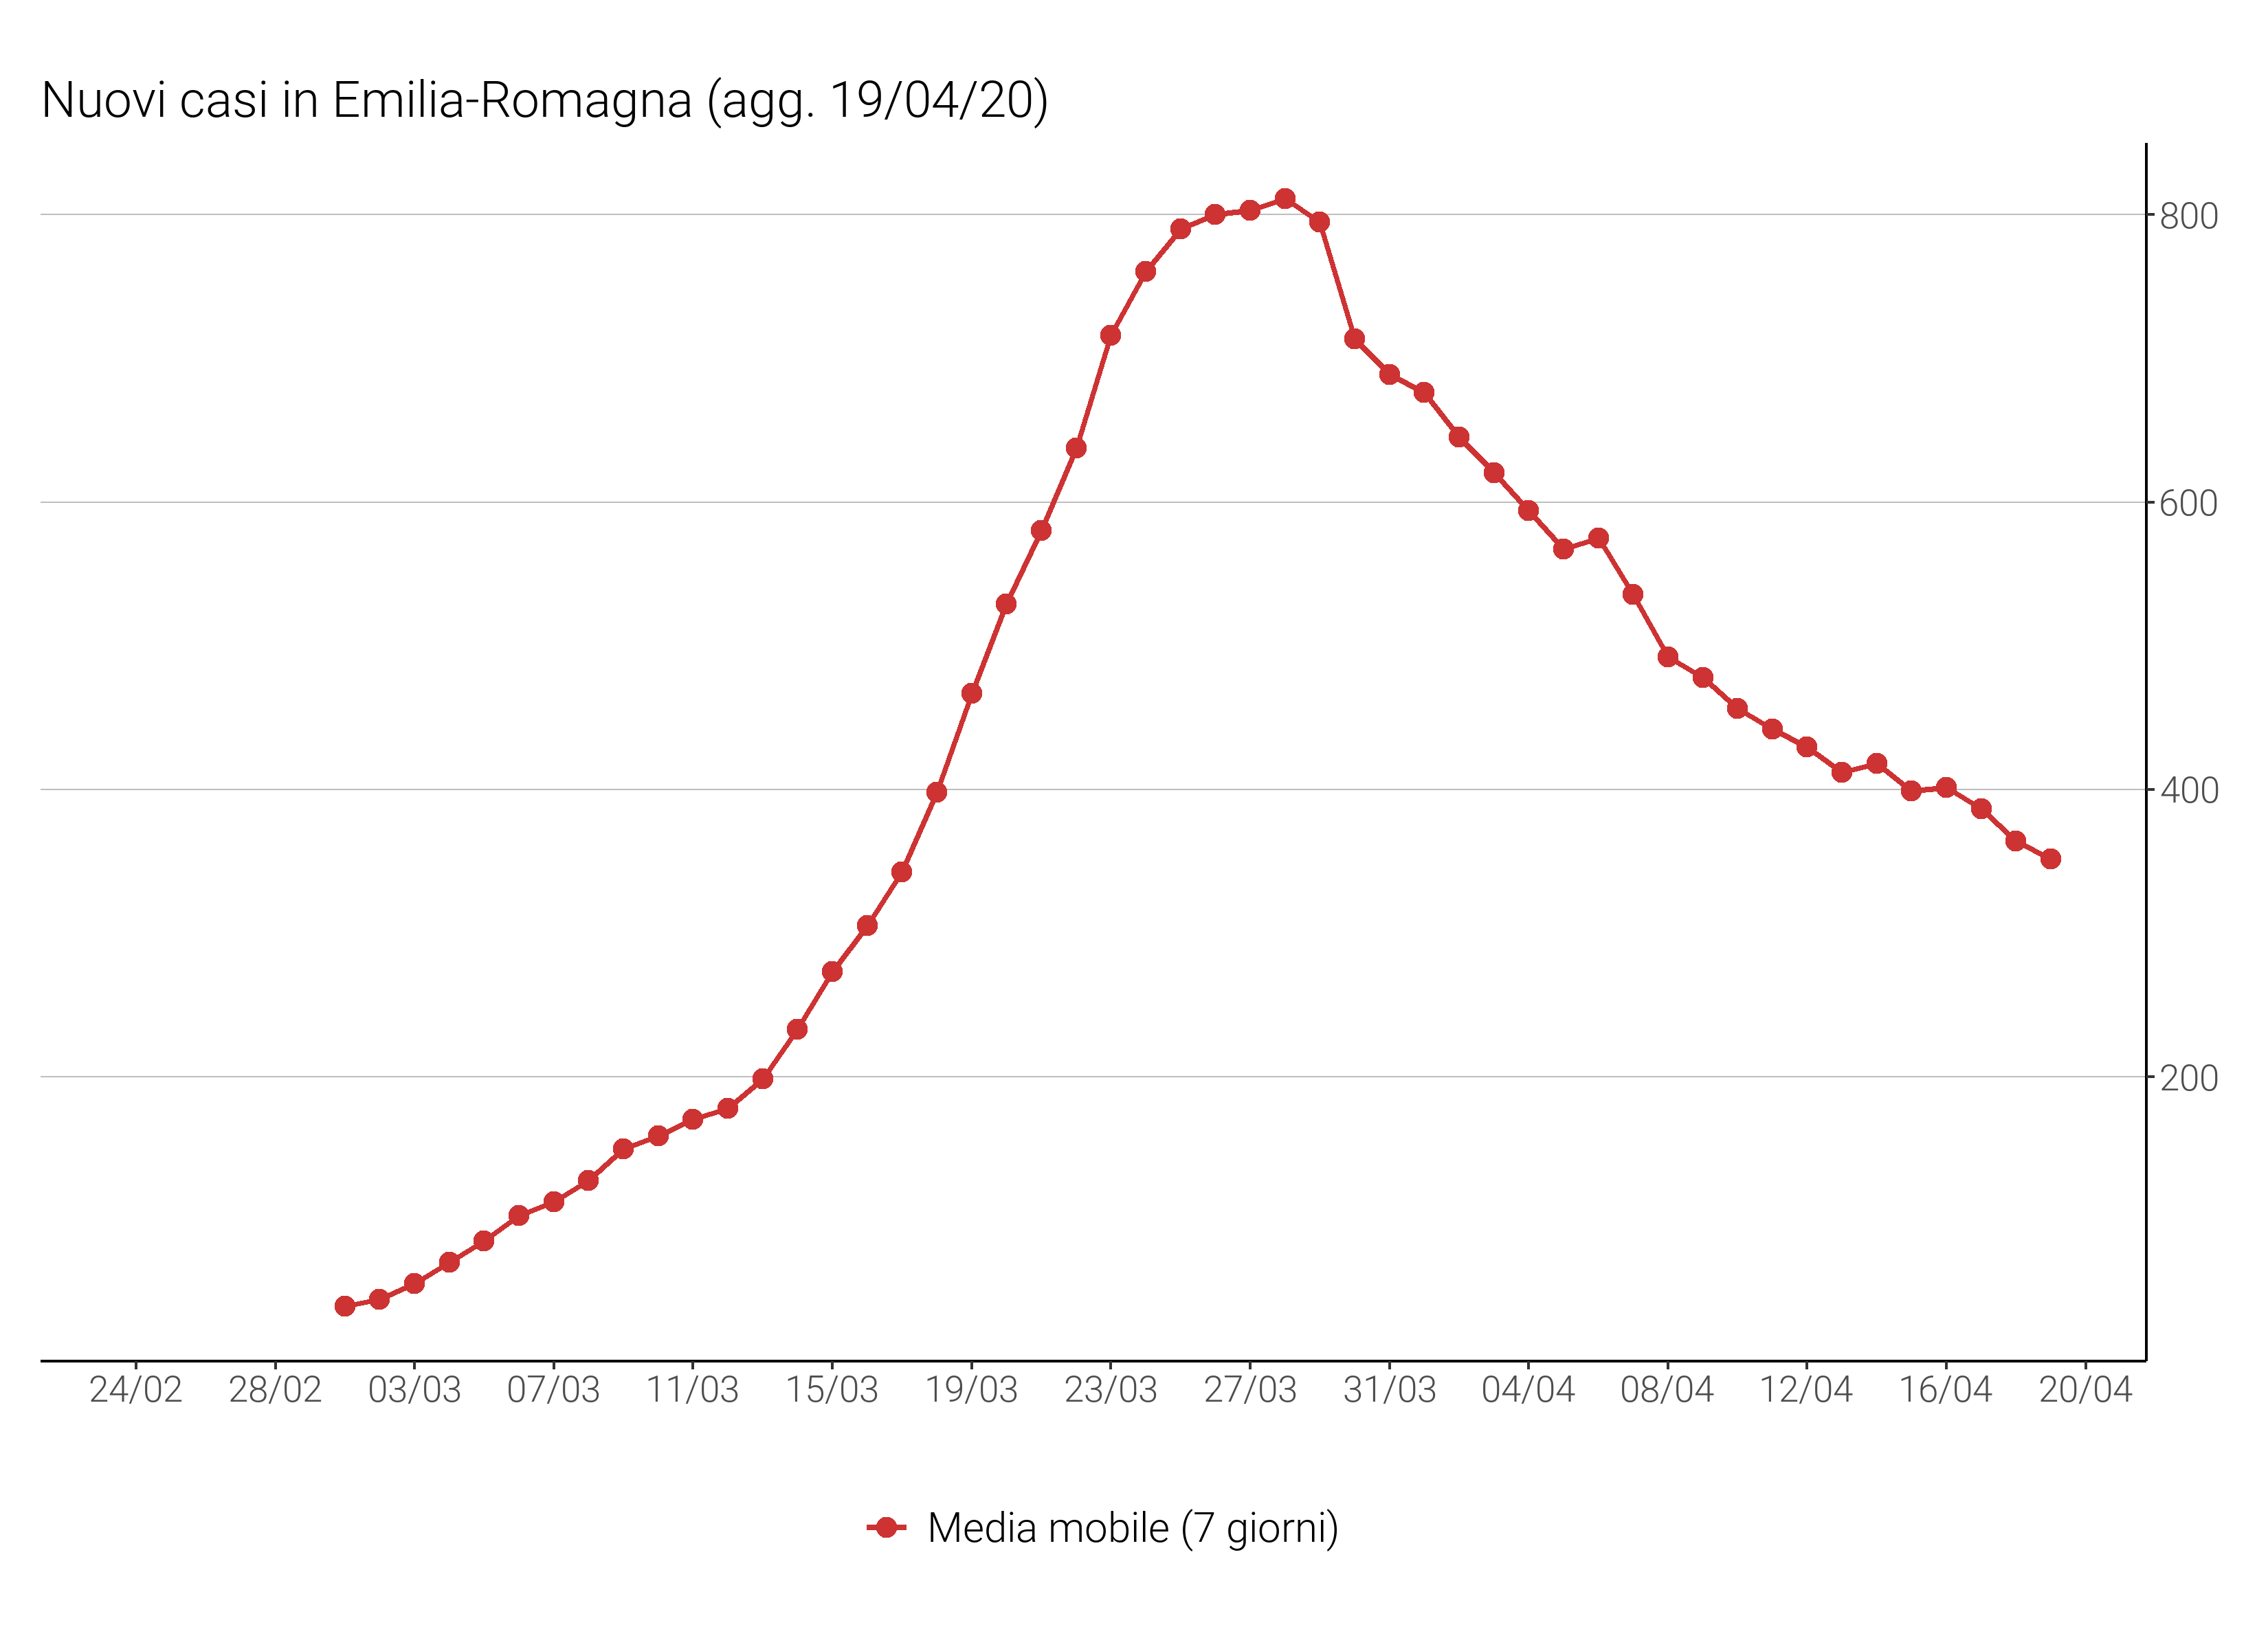 Nuovi casi in Emilia-Romagna (agg. 19/04/20)
800
600
400
200
24/02 28/02 03/03 07/03 11/03 15/03 19/03 23/03 27/03 31/03 04/04 08/04 12/04 16/04 20/04
Media mobile (7 giorni)